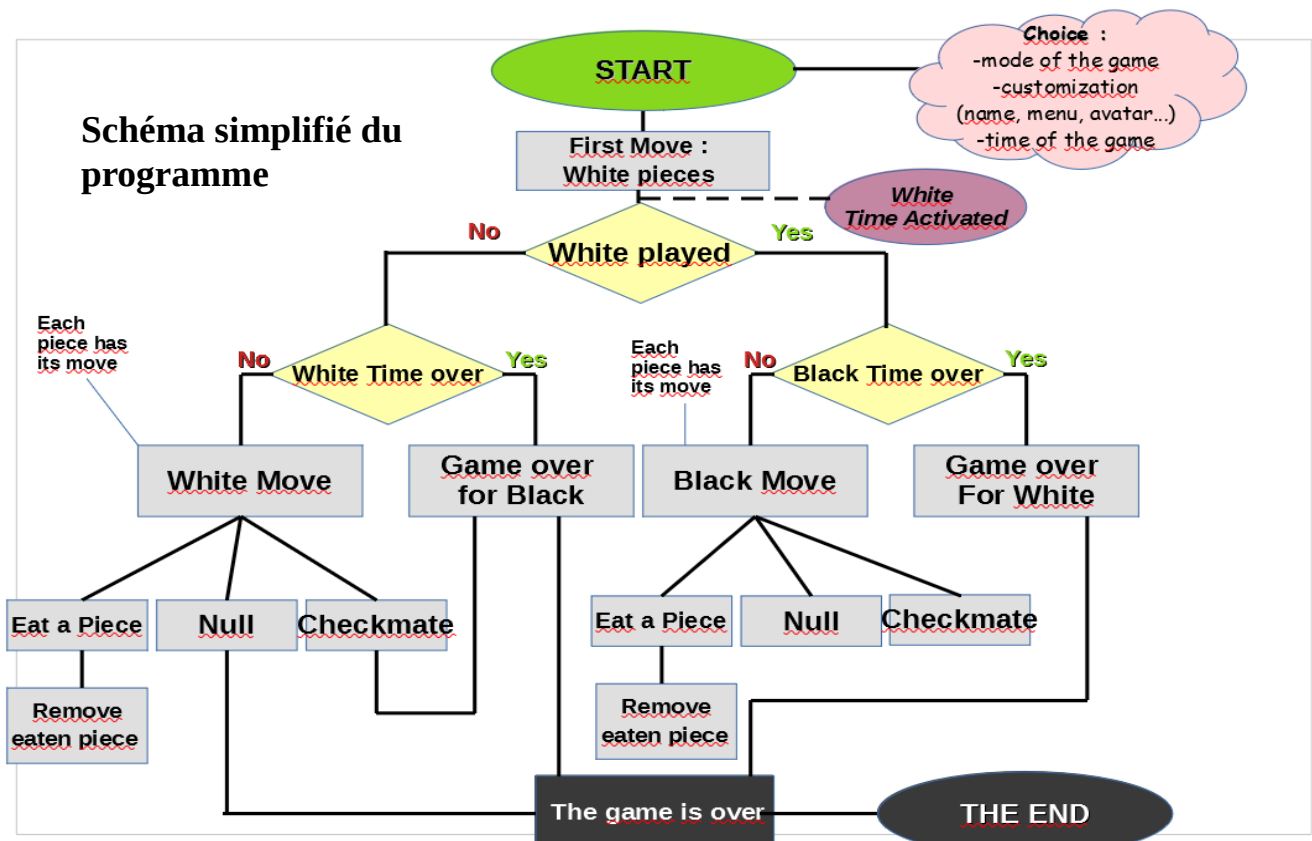 START
Choice :
-mode of the game
-customization
(name, menu, avatar...)
-time of the game
Schéma simplifié du
programme
First Move :
White pieces
White
Time Activated
No
Yes
White played
Each
piece has
its move
No
White Time over
Yes
Each
piece has
its move
No
Black Time over
Yes
White Move
Game over
for Black
Black Move
Game over
For White
Eat a Piece
Null
Checkmate
Eat a Piece
Null
Checkmate
Remove
eaten piece
Remove
eaten piece
The game is over
THE END